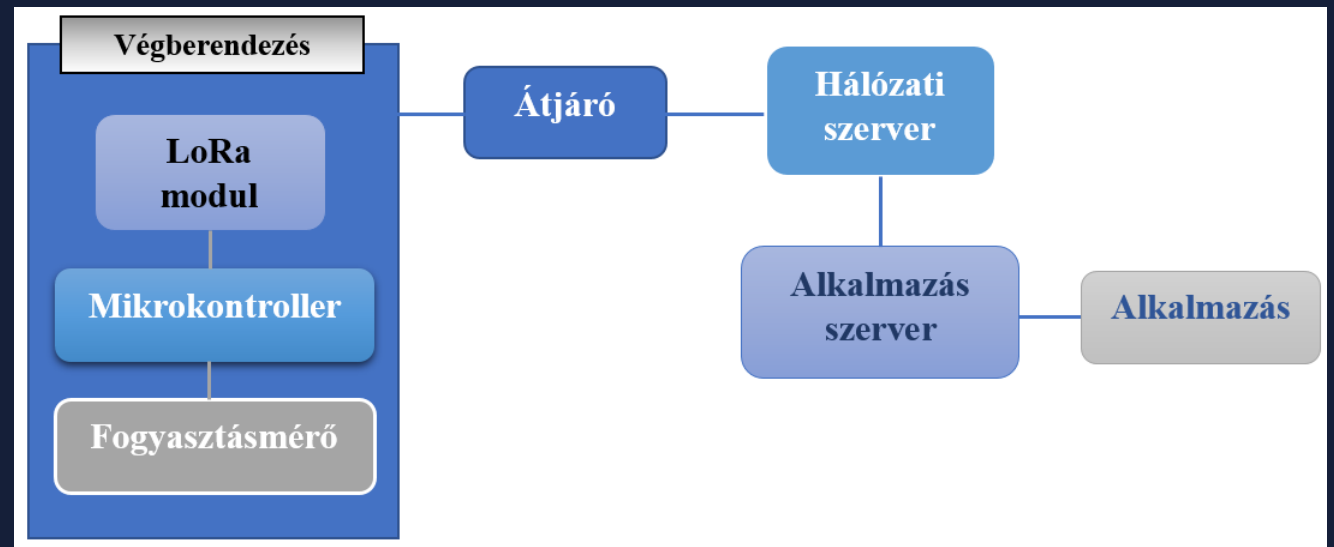 Végberendezés
LoRa
modul
Mikrokontroller
Fogyasztásmérő
Átjáró
Hálózati
szerver
Alkalmazás
szerver
Alkalmazás